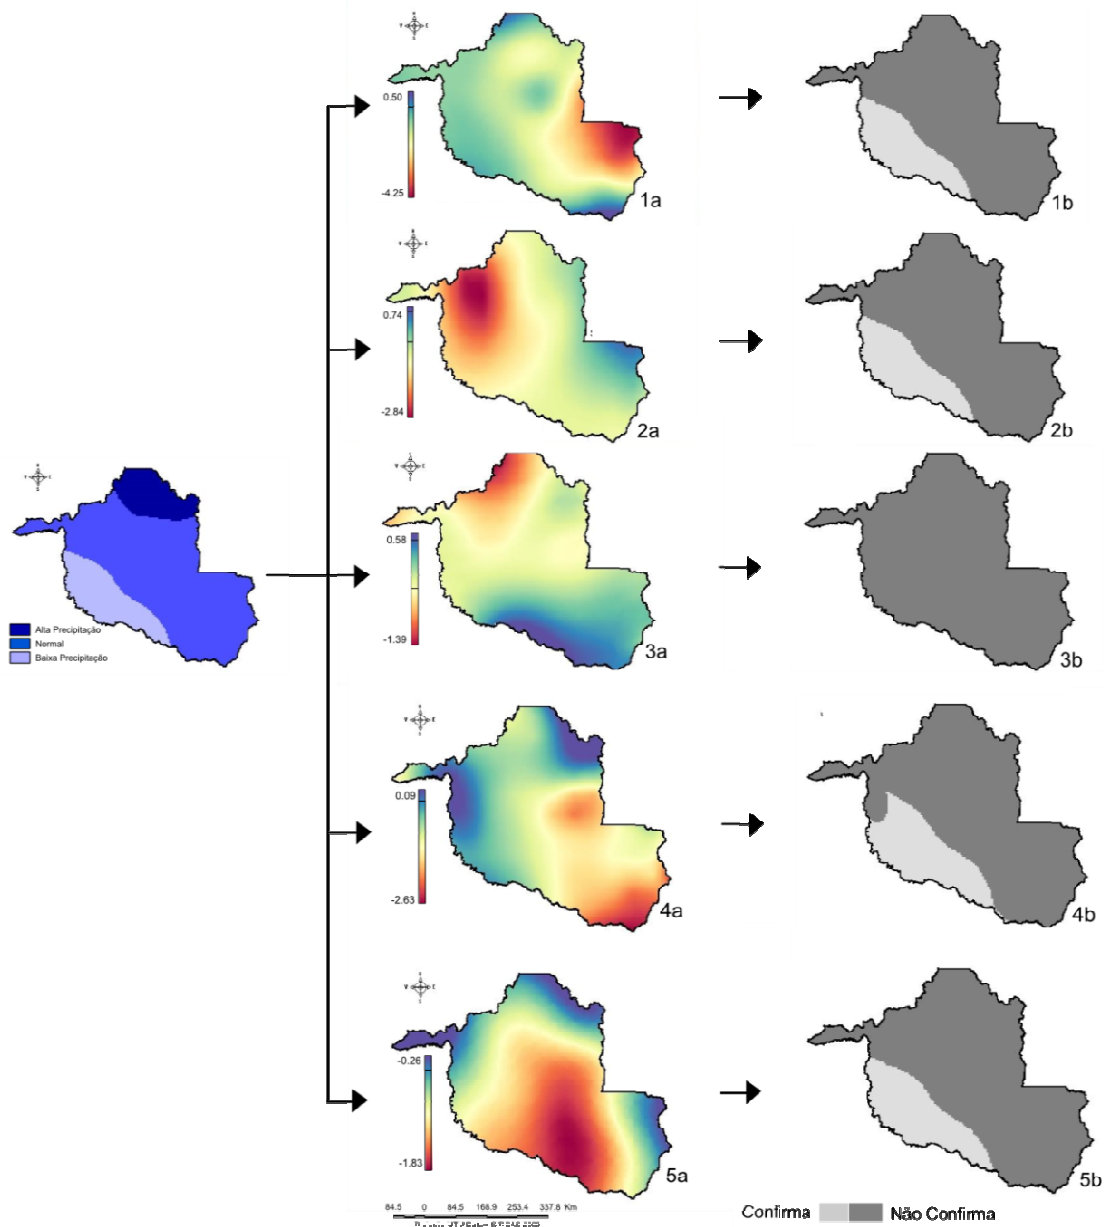 0.50
-4.25
1a
1b
0.74
-2.84
2a
2b
0.58
-1.39
3a
3b
Alta Precipitação
Normal
Baixa Precipitação
0.09
-2.63
4a
4b
-0.26
-1.83
5a
5b
84.5 0 84.5 168.9 253.4 337.8 Km
Confirma Não Confirma